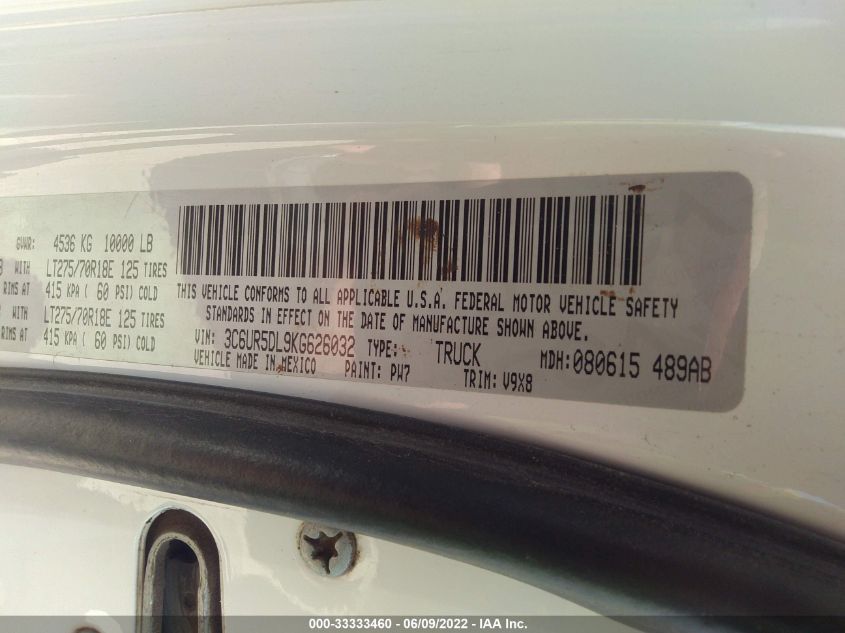 GVWR: 4536 KG 10000 LB
WITH LT275/70R18E 125 TIRES
RIMS AT 415 KPA ( 60 PSI) COLD
WITH LT275/70R18E 125 TIRES
RIMS AT 415 KPA ( 60 PSI) COLD
THIS VEHICLE CONFORMS TO ALL APPLICABLE U.S.A. FEDERAL MOTOR VEHICLE SAFETY
STANDARDS IN EFFECT ON THE DATE OF MANUFACTURE SHOWN ABOVE.
VIN: 3C6UR5DL9KG626032 TYPE: TRUCK MDH: 080615 489AB
VEHICLE MADE IN MEXICO PAINT: PW7 TRIM: V9X8
000-33333460 - 06/09/2022 - IAA Inc.